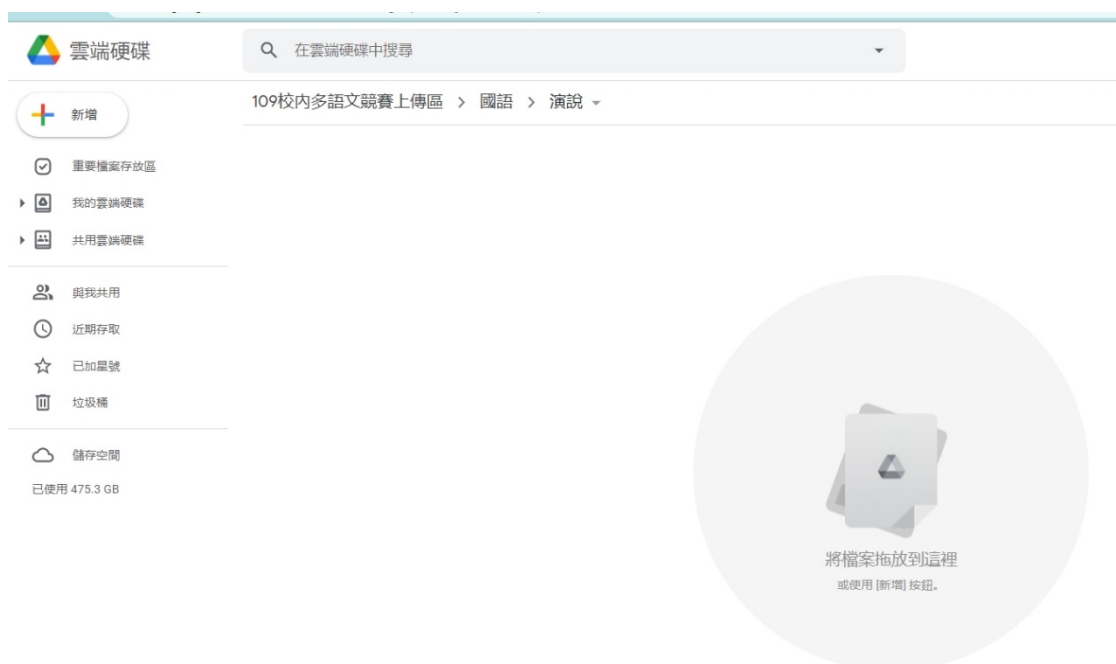 雲端硬碟
在雲端硬碟中搜尋
新增
109校內多語文競賽上傳區 > 國語 > 演說
重要檔案存放區
我的雲端硬碟
共用雲端硬碟
與我共用
近期存取
已加星號
垃圾桶
儲存空間
已使用 475.3 GB
將檔案拖放到這裡
或使用 [新增] 按鈕。